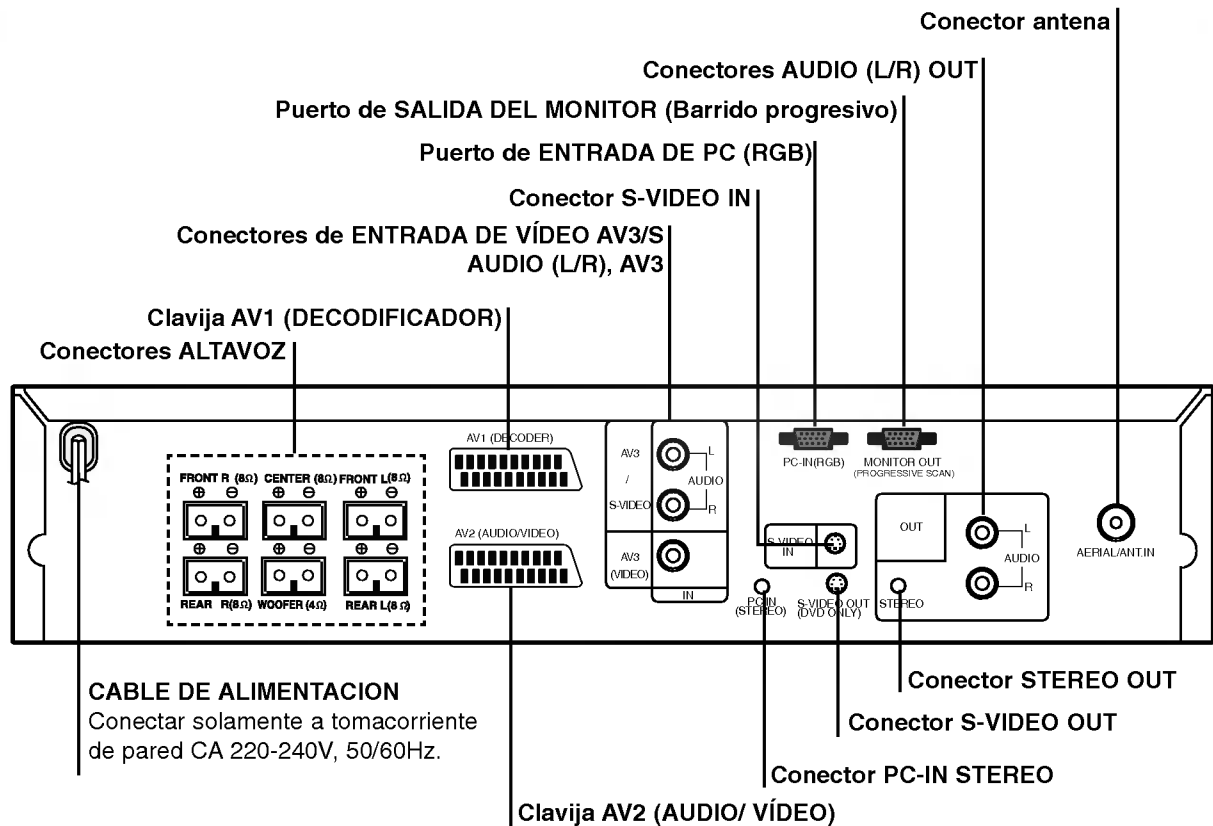 Conector antena
Conectores AUDIO (L/R) OUT
Puerto de SALIDA DEL MONITOR (Barrido progresivo)
Puerto de ENTRADA DE PC (RGB)
Conector S-VIDEO IN
Conectores de ENTRADA DE VÍDEO AV3/S
AUDIO (L/R), AV3
Clavija AV1 (DECODIFICADOR)
Conectores ALTAVOZ
FRONT R (8Ω) CENTER (8Ω) FRONT L(8Ω)
⊕ ⊖ ⊕ ⊖ ⊕ ⊖
⊕ ⊖ ⊕ ⊖ ⊕ ⊖
REAR R(8Ω) WOOFER (4Ω) REAR L(8Ω)
AV1 (DECODER)
AV2 (AUDIO/VIDEO)
AV3
/
S-VIDEO
L
AUDIO
R
AV3
(VIDEO)
IN
PC-IN(RGB)
MONITOR OUT
(PROGRESSIVE SCAN)
S-VIDEO
IN
PC IN
(STEREO)
S-VIDEO OUT
(DVD ONLY)
OUT
STEREO
L
AUDIO
R
AERIAL/ANT.IN
CABLE DE ALIMENTACION
Conectar solamente a tomacorriente
de pared CA 220-240V, 50/60Hz.
Conector STEREO OUT
Conector S-VIDEO OUT
Conector PC-IN STEREO
Clavija AV2 (AUDIO/ VÍDEO)